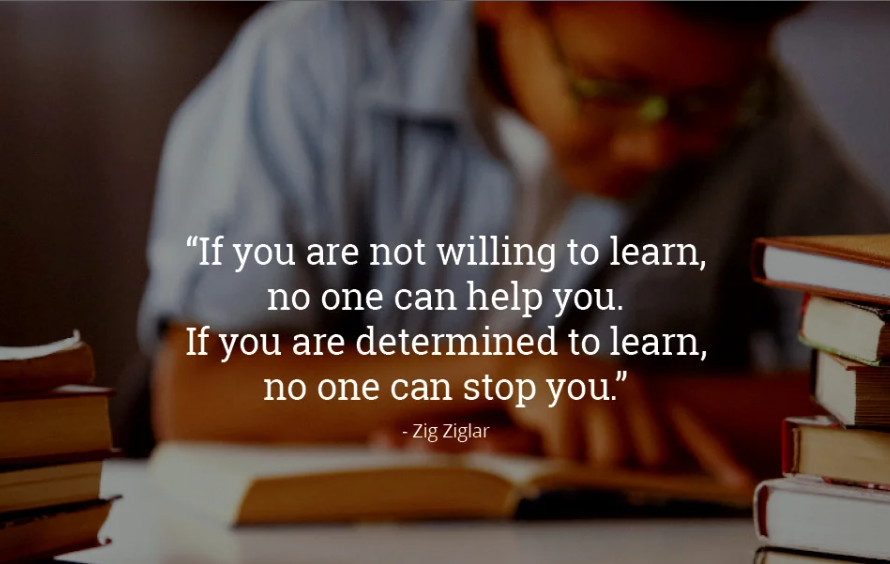 “If you are not willing to learn,
no one can help you.
If you are determined to learn,
no one can stop you.”
- Zig Ziglar